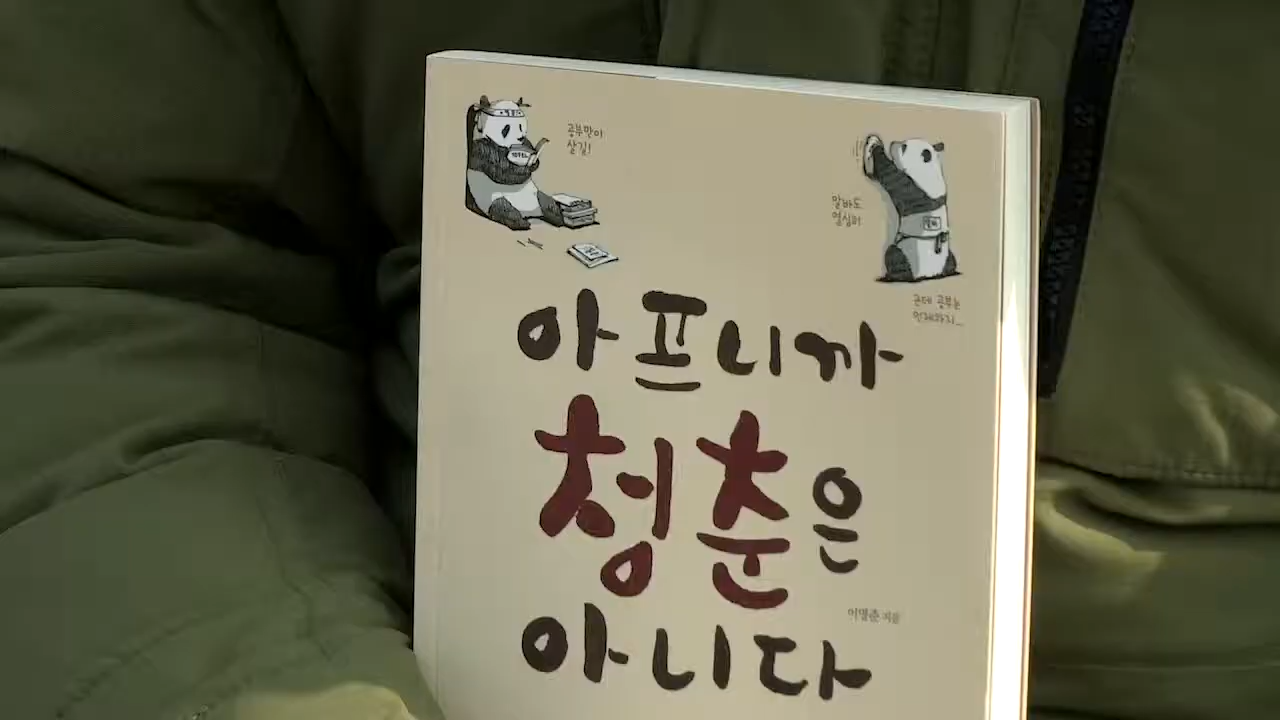 공부만이
살길!
알바도
열심히
근데 공부는
언제하지...
아프니까
청춘은
아니다
이명준 지음